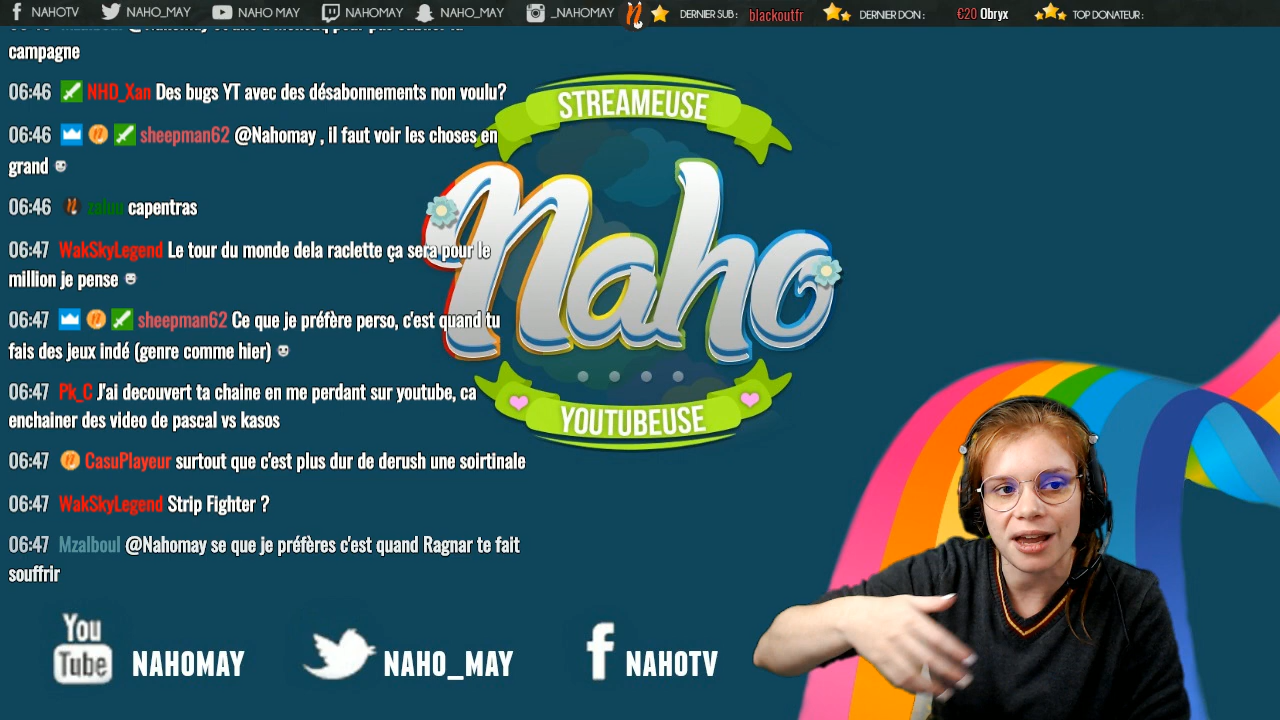 NAHOTV NAHO_MAY NAHO MAY NAHOMAY NAHO_MAY _NAHOMAY DERNIER SUB : blackoutfr DERNIER DON : €20 Obryx TOP DONATEUR :
campagne
06:46 NHD_Xan Des bugs YT avec des désabonnements non voulu?
06:46 sheepman62 @Nahomay , il faut voir les choses en
grand
06:46 capentras
06:47 WakSkyLegend Le tour du monde dela raclette ça sera pour le
million je pense
06:47 sheepman62 Ce que je préfère perso, c'est quand tu
fais des jeux indé (genre comme hier)
06:47 Pk_C J'ai decouvert ta chaine en me perdant sur youtube, ca
enchainer des video de pascal vs kasos
06:47 CasuPlayeur surtout que c'est plus dur de derush une soirtinale
06:47 WakSkyLegend Strip Fighter ?
06:47 Mzalboul @Nahomay se que je préfères c'est quand Ragnar te fait
souffrir
STREAMEUSE
Naho
YOUTUBEUSE
You
Tube NAHOMAY NAHO_MAY NAHOTV